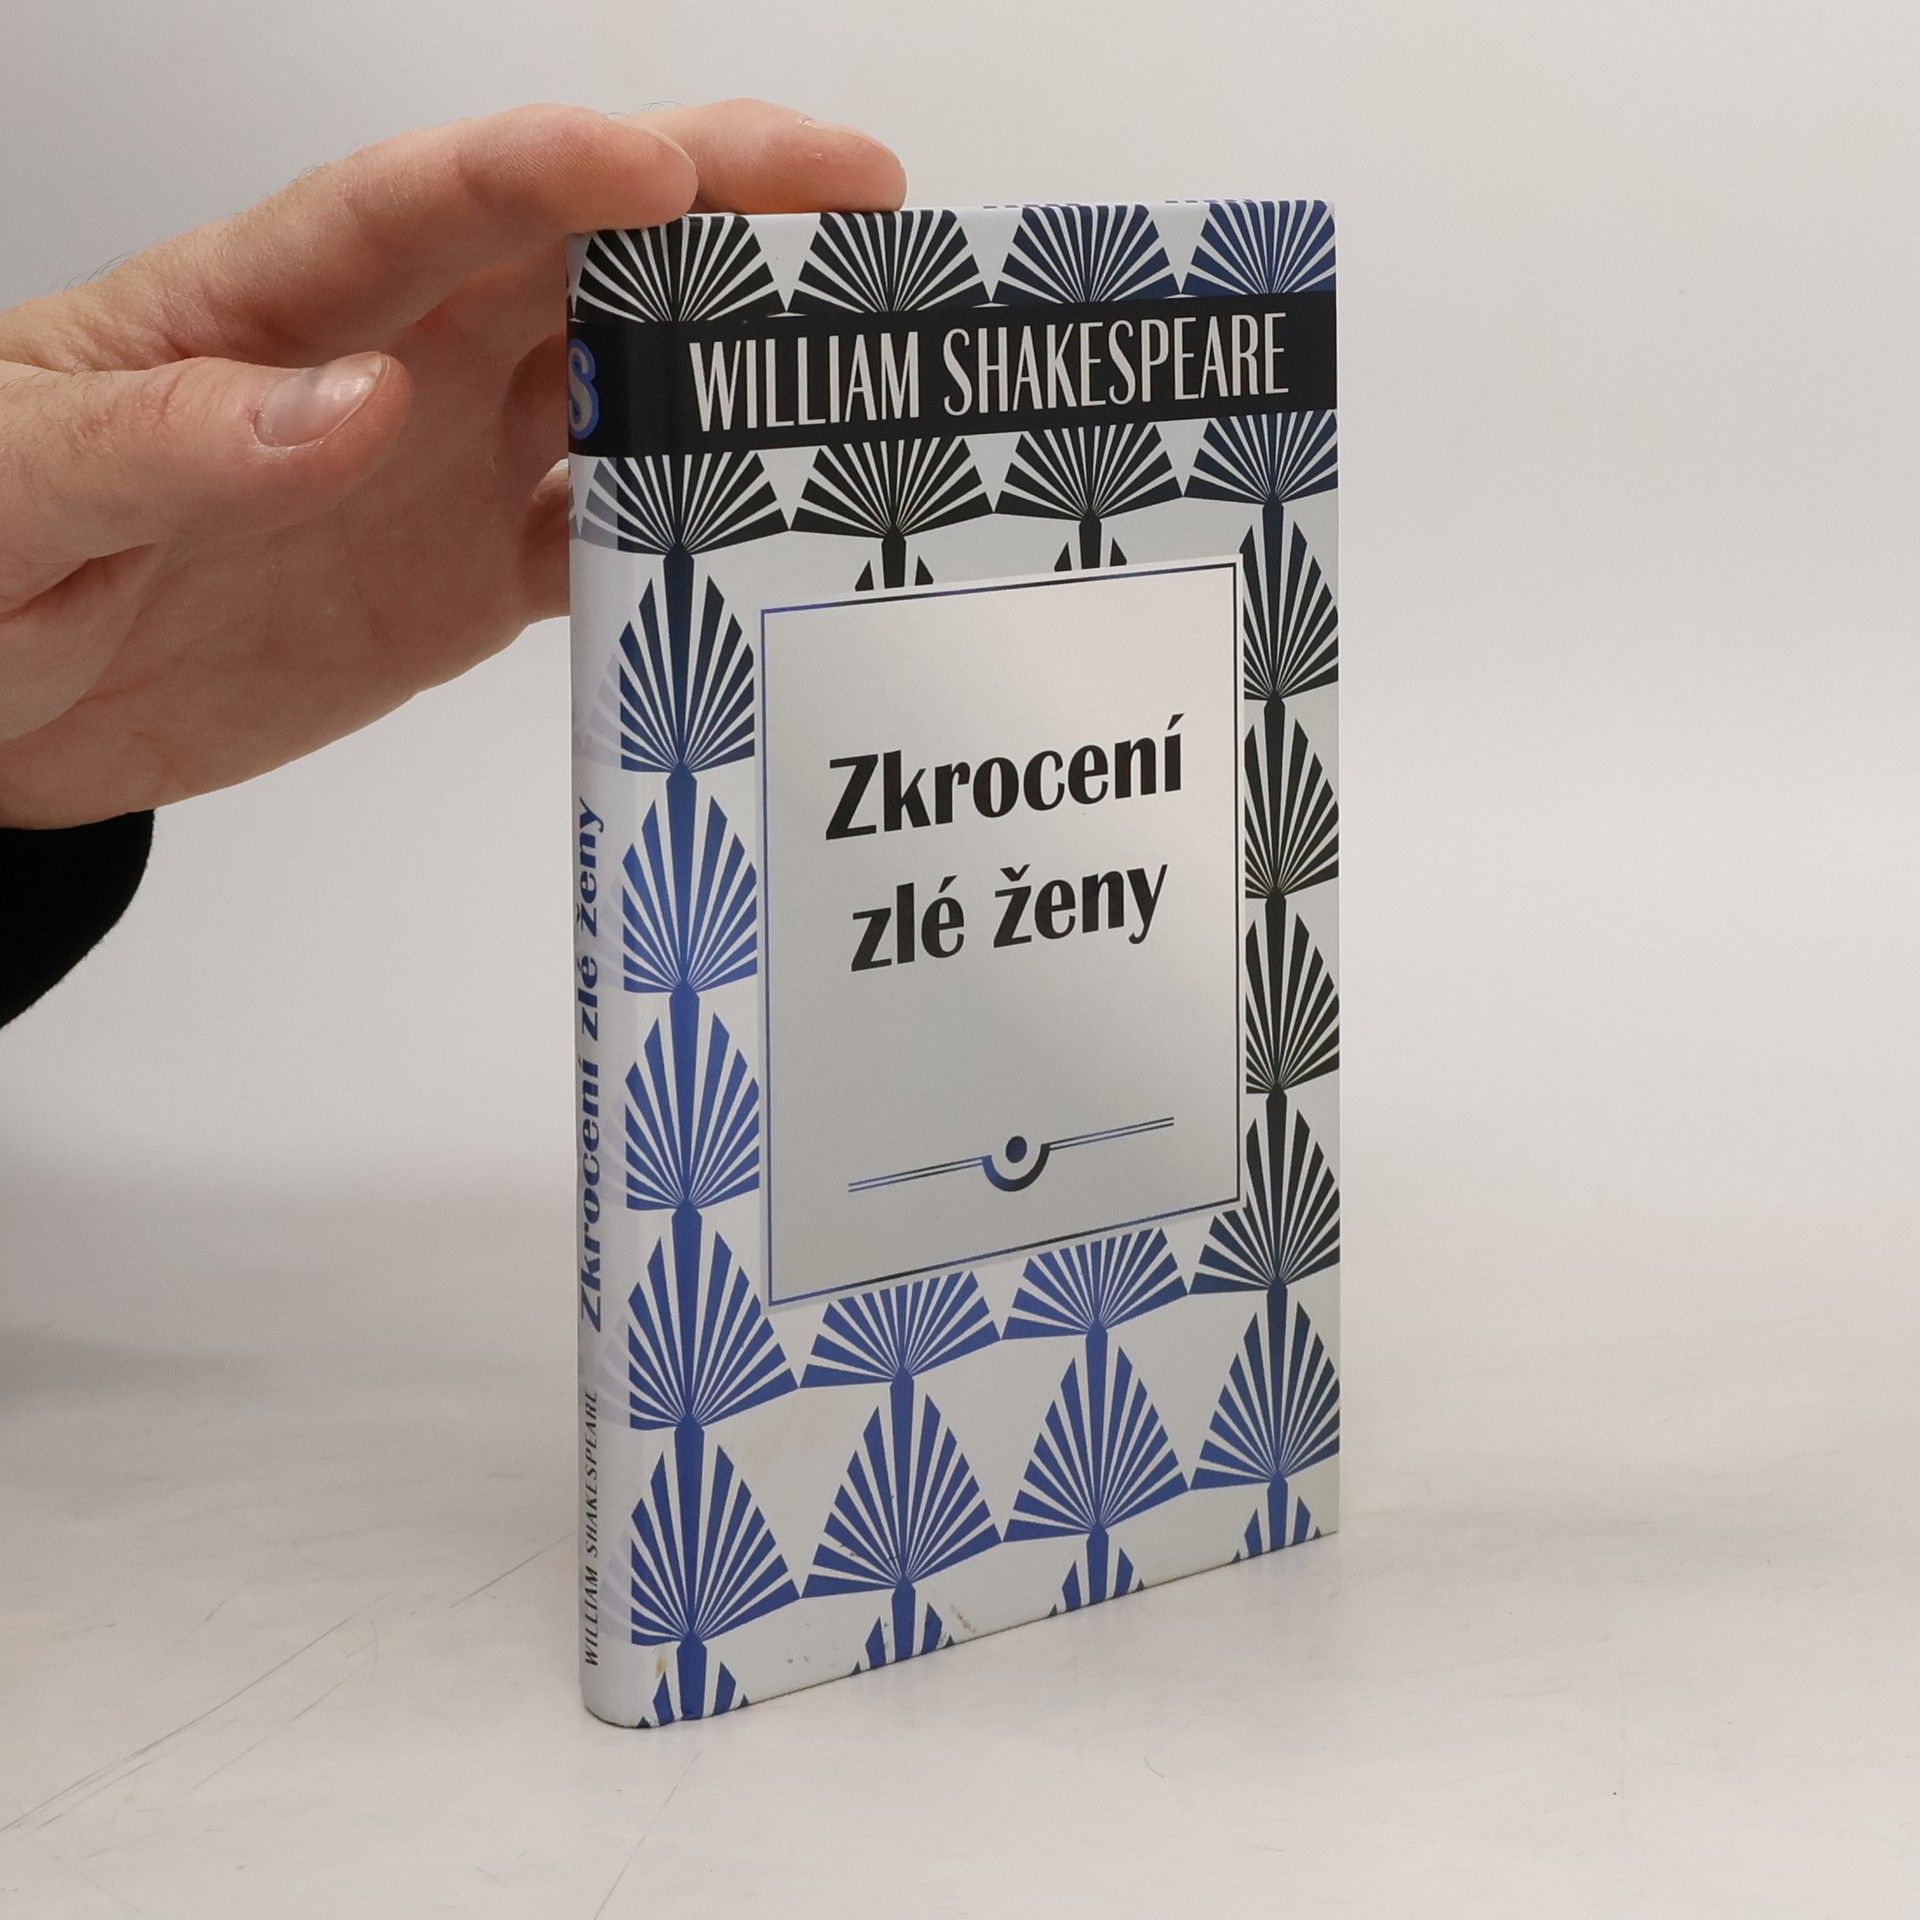 WILLIAM SHAKESPEARE
Zkrocení
zlé ženy
S
Zkrocení zlé ženy
WILLIAM SHAKESPEARE